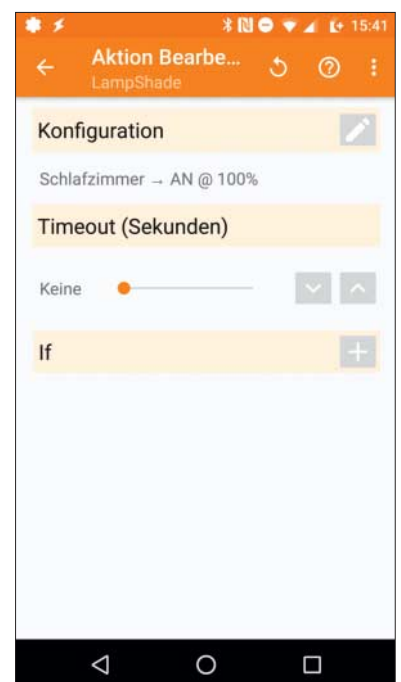 15:41
Aktion Bearbe...
LampShade
Konfiguration
Schlafzimmer → AN @ 100%
Timeout (Sekunden)
Keine
If